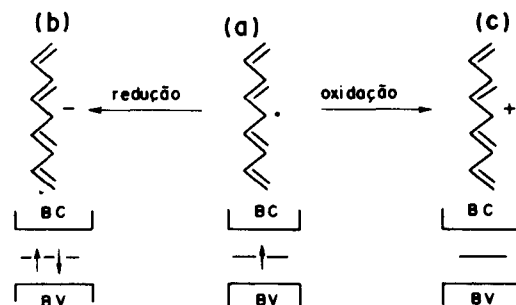 (b) (a) (c)
− redução . oxidação +
BC BC BC
BV BV BV